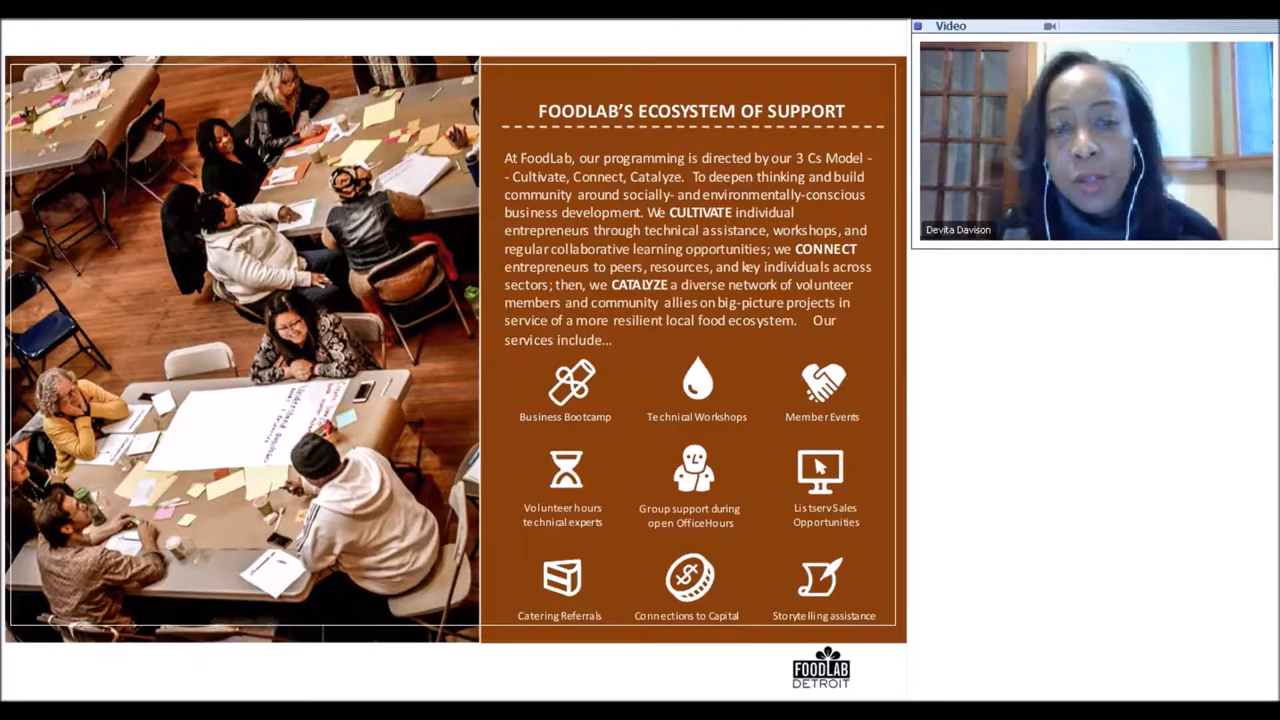 FOODLAB'S ECOSYSTEM OF SUPPORT
At FoodLab, our programming is directed by our 3 Cs Model -
- Cultivate, Connect, Catalyze. To deepen thinking and build
community around socially- and environmentally-conscious
business development. We CULTIVATE individual
entrepreneurs through technical assistance, workshops, and
regular collaborative learning opportunities; we CONNECT
entrepreneurs to peers, resources, and key individuals across
sectors; then, we CATALYZE a diverse network of volunteer
members and community allies on big-picture projects in
service of a more resilient local food ecosystem. Our
services include...
Business Bootcamp
Technical Workshops
Member Events
Volunteer hours
technical experts
Group support during
open Office Hours
Listserv Sales
Opportunities
Catering Referrals
Connections to Capital
Storytelling assistance
FOODLAB
DETROIT
Video
Devita Davison